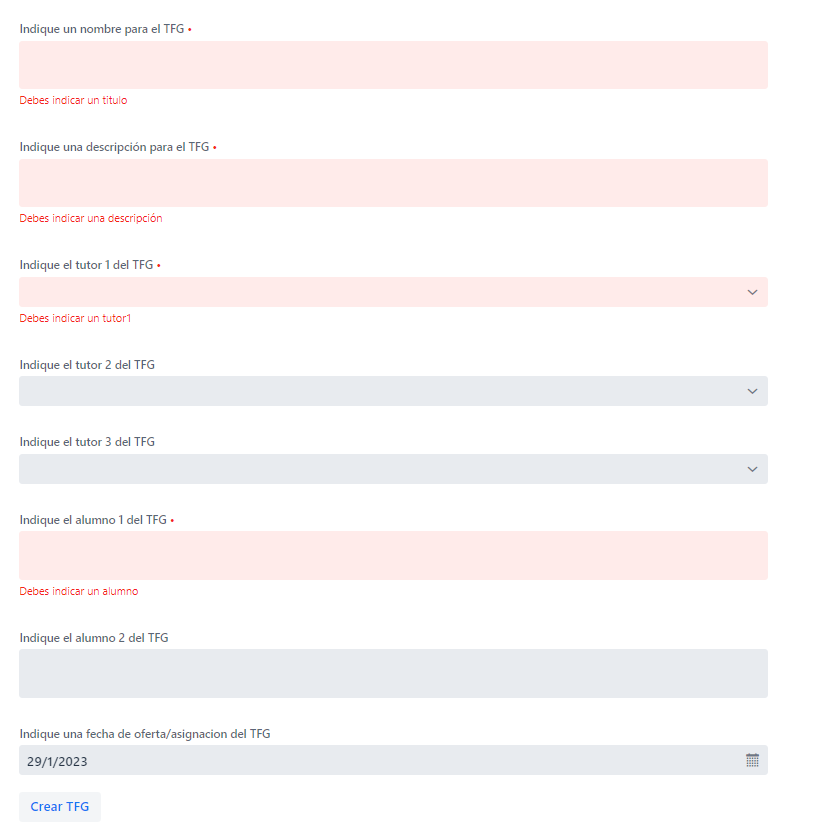 Indique un nombre para el TFG •
Debes indicar un titulo
Indique una descripción para el TFG •
Debes indicar una descripción
Indique el tutor 1 del TFG •
Debes indicar un tutor1
Indique el tutor 2 del TFG
Indique el tutor 3 del TFG
Indique el alumno 1 del TFG •
Debes indicar un alumno
Indique el alumno 2 del TFG
Indique una fecha de oferta/asignacion del TFG
29/1/2023
Crear TFG